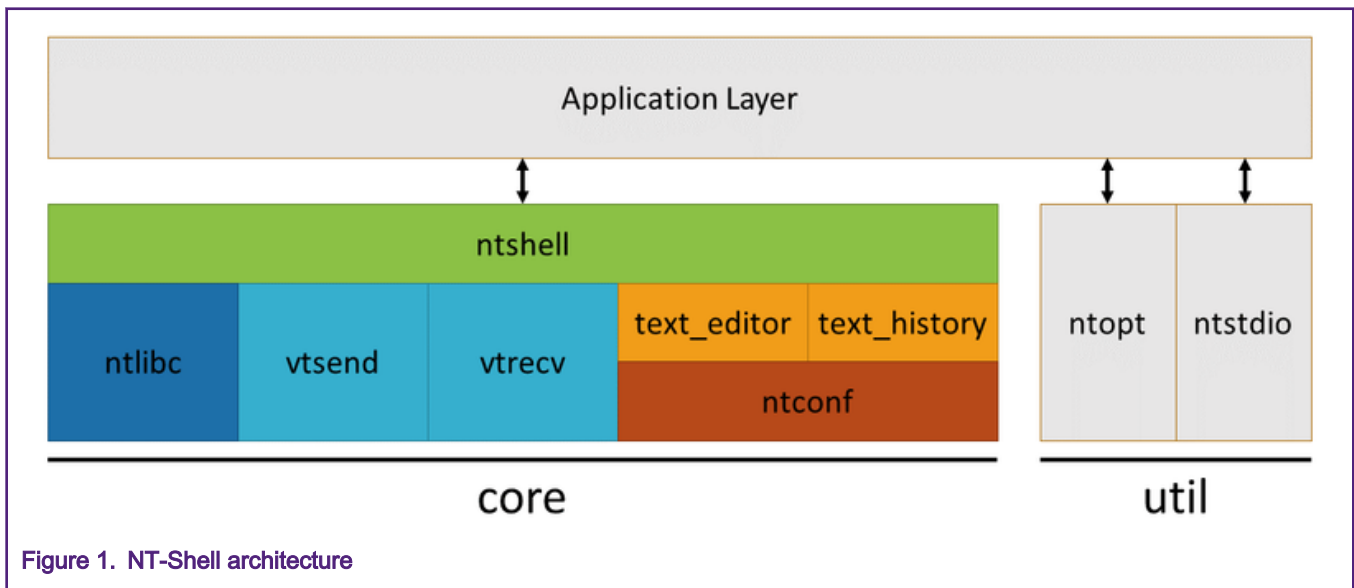 Application Layer
ntshell
ntlibc
vtsend
vtrecv
text_editor
text_history
ntconf
ntopt
ntstdio
core
util
Figure 1. NT-Shell architecture